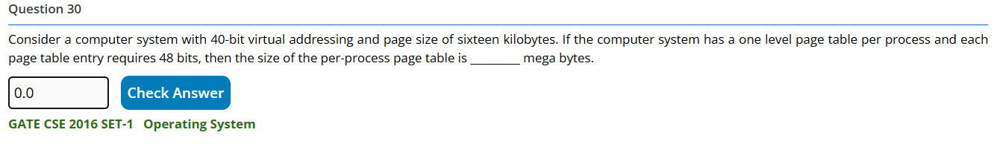 Question 30
Consider a computer system with 40-bit virtual addressing and page size of sixteen kilobytes. If the computer system has a one level page table per process and each
page table entry requires 48 bits, then the size of the per-process page table is _________ mega bytes.
0.0
Check Answer
GATE CSE 2016 SET-1 Operating System